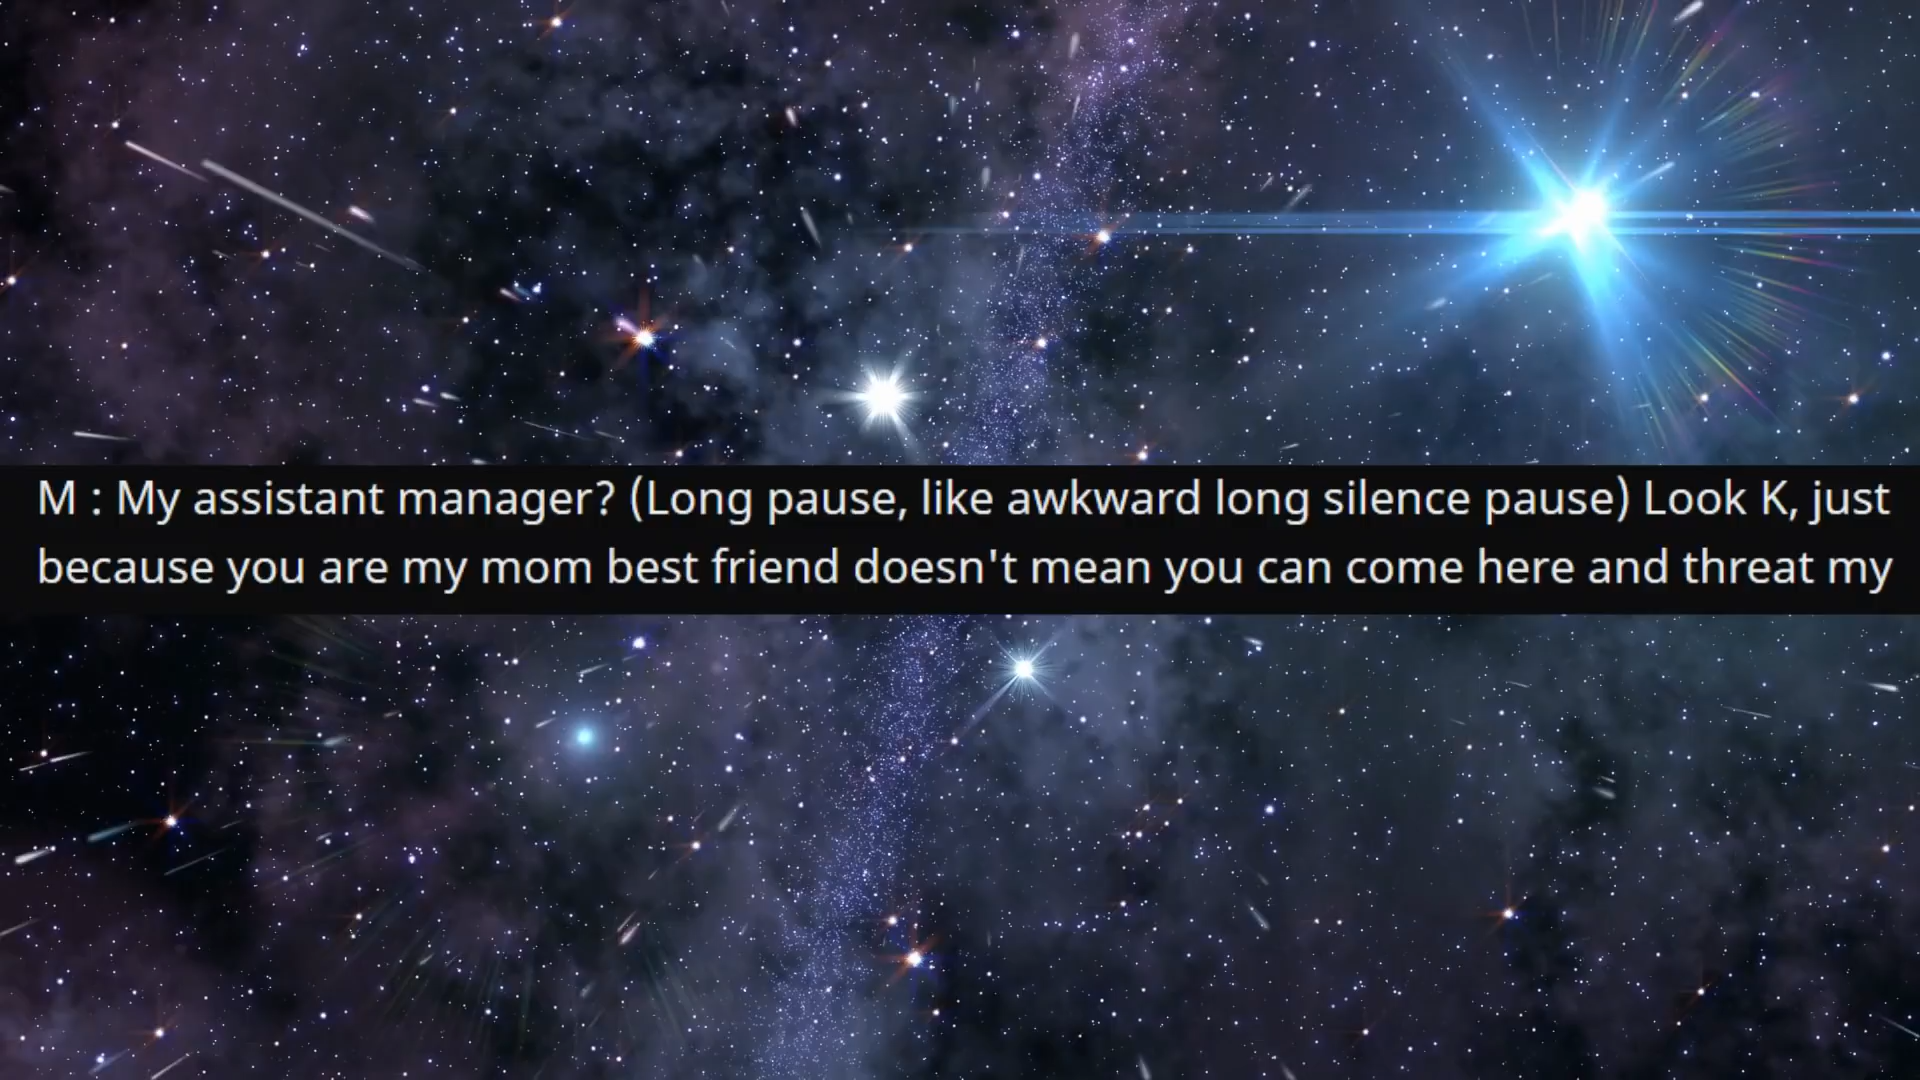 M : My assistant manager? (Long pause, like awkward long silence pause) Look K, just
because you are my mom best friend doesn't mean you can come here and threat my